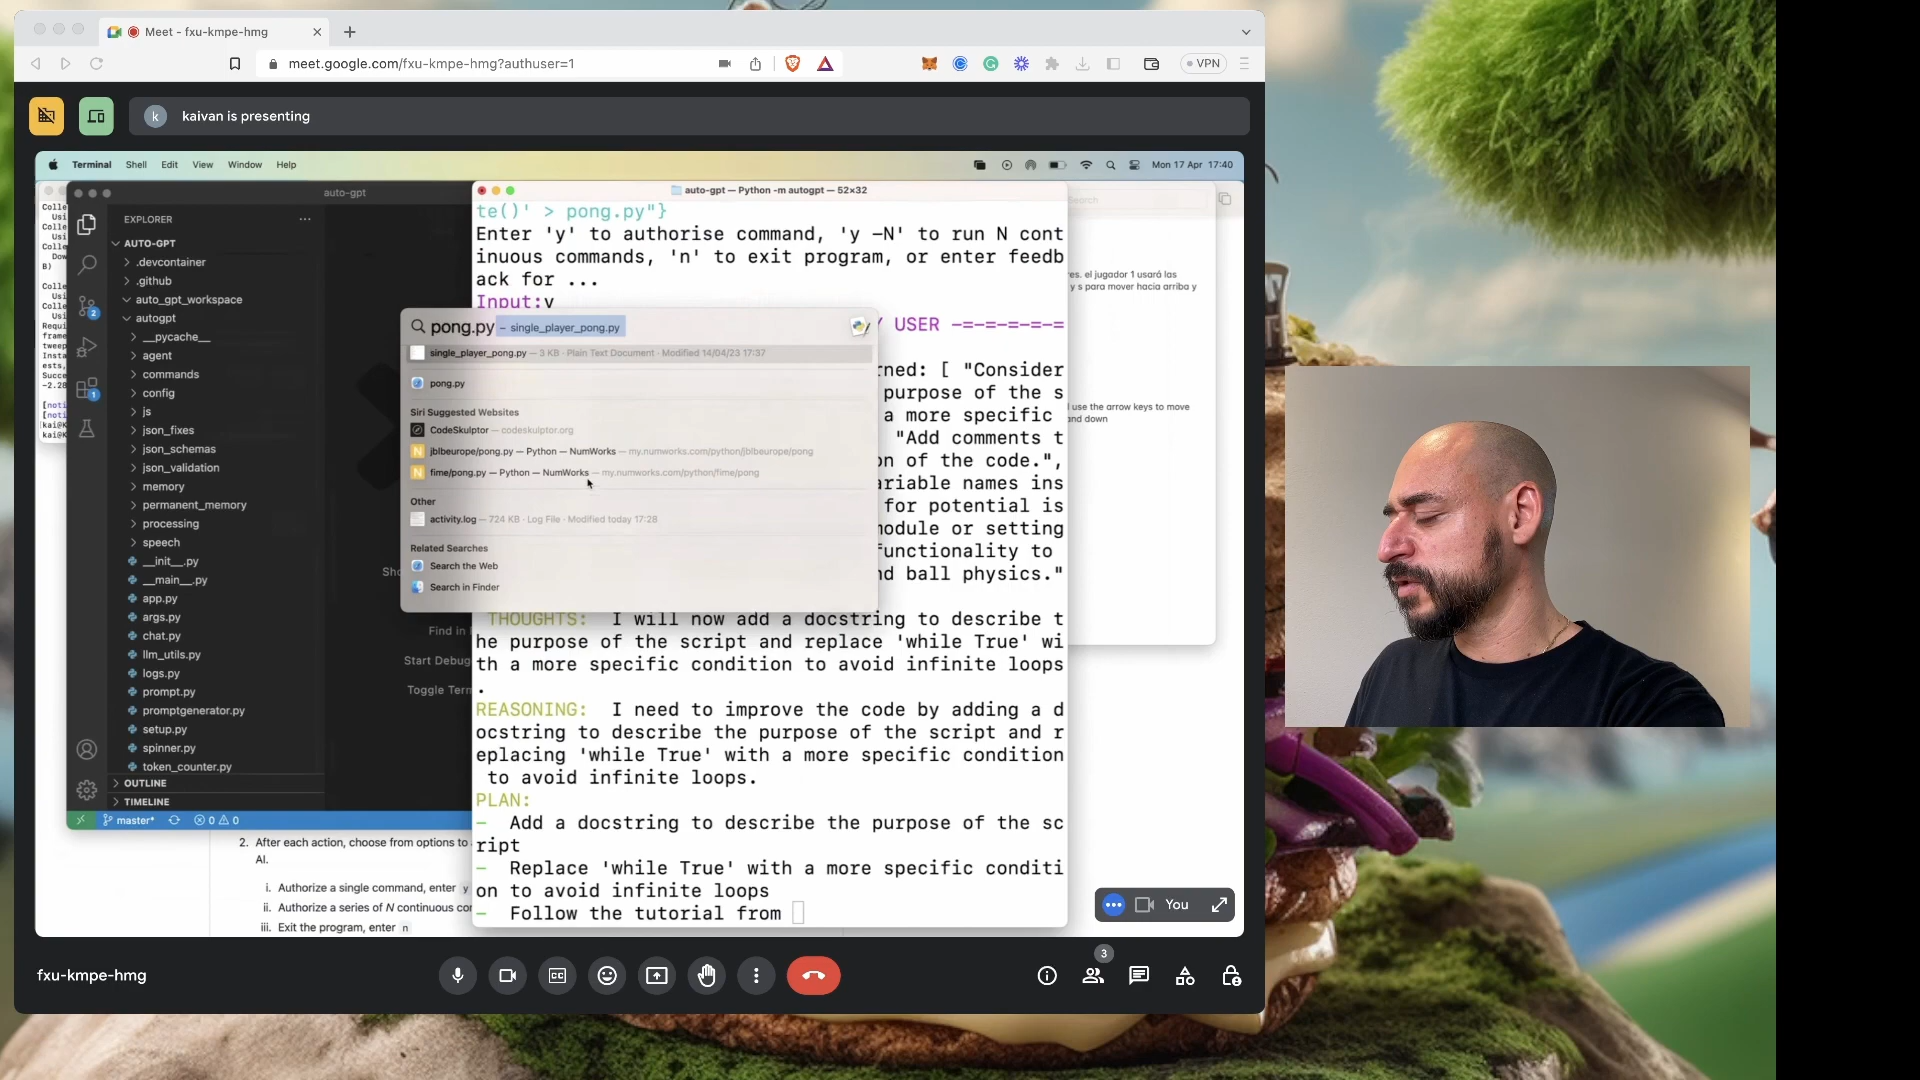 Meet - fxu-kmpe-hmg
meet.google.com/fxu-kmpe-hmg?authuser=1
VPN
k
kaivan is presenting
Terminal Shell Edit View Window Help
Mon 17 Apr 17:40
auto-gpt
auto-gpt — Python -m autogpt — 52×32
Search
EXPLORER
AUTO-GPT
.devcontainer
.github
auto_gpt_workspace
autogpt
__pycache__
agent
commands
config
js
json_fixes
json_schemas
json_validation
memory
permanent_memory
processing
speech
__init__.py
__main__.py
app.py
args.py
chat.py
llm_utils.py
logs.py
prompt.py
promptgenerator.py
setup.py
spinner.py
token_counter.py
OUTLINE
TIMELINE
master*
0 0
te()' > pong.py"}
Enter 'y' to authorise command, 'y -N' to run N cont
inuous commands, 'n' to exit program, or enter feedb
ack for ...
Input:y
Y USER -=-=-=-=-=
rned: [ "Consider
purpose of the s
a more specific
"Add comments t
n of the code.",
ariable names ins
for potential is
module or setting
functionality to
nd ball physics."
pong.py – single_player_pong.py
single_player_pong.py — 3 KB · Plain Text Document · Modified 14/04/23 17:37
pong.py
Siri Suggested Websites
CodeSkulptor — codeskulptor.org
jblbeurope/pong.py — Python — NumWorks — my.numworks.com/python/jblbeurope/pong
fime/pong.py — Python — NumWorks — my.numworks.com/python/fime/pong
Other
activity.log — 724 KB · Log File · Modified today 17:28
Related Searches
Search the Web
Search in Finder
Sho
Find in
Start Debug
Toggle Term
THOUGHTS: I will now add a docstring to describe t
he purpose of the script and replace 'while True' wi
th a more specific condition to avoid infinite loops
.
REASONING: I need to improve the code by adding a d
ocstring to describe the purpose of the script and r
eplacing 'while True' with a more specific condition
to avoid infinite loops.
PLAN:
- Add a docstring to describe the purpose of the sc
ript
- Replace 'while True' with a more specific conditi
on to avoid infinite loops
- Follow the tutorial from
res. el jugador 1 usará las
y s para mover hacia arriba y
l use the arrow keys to move
and down
2. After each action, choose from options to
AI.
i. Authorize a single command, enter y
ii. Authorize a series of N continuous co
iii. Exit the program, enter n
You
fxu-kmpe-hmg
CC
3